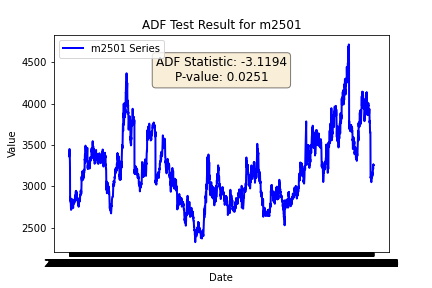 ADF Test Result for m2501
m2501 Series
ADF Statistic: -3.1194
P-value: 0.0251
4500
4000
3500
3000
2500
Value
Date